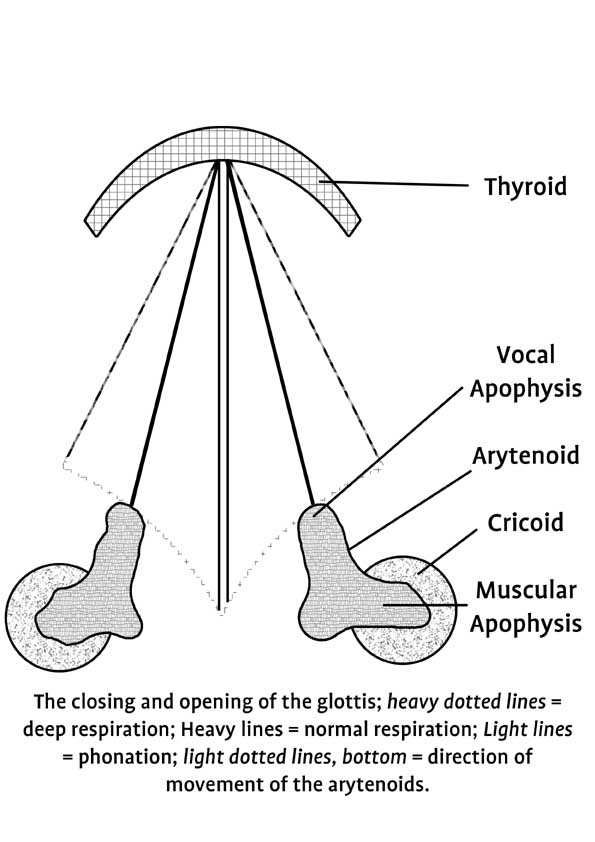 Thyroid
Vocal
Apophysis
Arytenoid
Cricoid
Muscular
Apophysis
The closing and opening of the glottis; heavy dotted lines =
deep respiration; Heavy lines = normal respiration; Light lines
= phonation; light dotted lines, bottom = direction of
movement of the arytenoids.